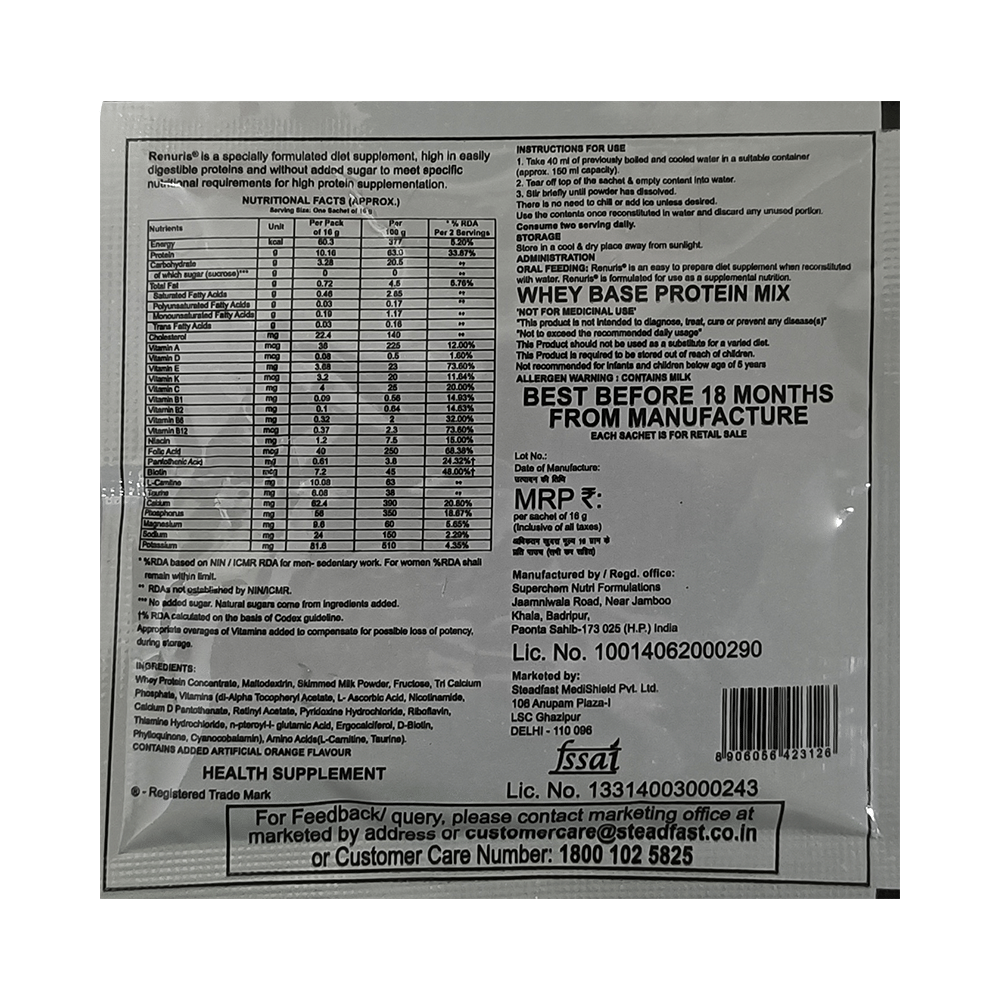 Renuris® is a specially formulated diet supplement, high in easily
digestible proteins and without added sugar to meet specific
nutritional requirements for high protein supplementation.
NUTRITIONAL FACTS (APPROX.)
Serving Size: One Sachet of 16 g
Nutrients Unit Per Pack of 16 g Per 100 g * % RDA Per 2 Servings
Energy kcal 60.3 377 5.20%
Protein g 10.16 63.0 33.87%
Carbohydrate g 3.28 20.5 **
of which sugar (sucrose)*** g 0 0 **
Total Fat g 0.72 4.5 5.76%
Saturated Fatty Acids g 0.46 2.85 **
Polyunsaturated Fatty Acids g 0.03 0.17 **
Monounsaturated Fatty Acids g 0.19 1.17 **
Trans Fatty Acids g 0.03 0.16 **
Cholesterol mg 22.4 140 **
Vitamin A mcg 36 225 12.00%
Vitamin D mcg 0.08 0.5 1.60%
Vitamin E mg 3.68 23 73.60%
Vitamin K mcg 3.2 20 11.64%
Vitamin C mg 4 25 20.00%
Vitamin B1 mg 0.09 0.56 14.93%
Vitamin B2 mg 0.1 0.64 14.63%
Vitamin B6 mg 0.32 2 32.00%
Vitamin B12 mcg 0.37 2.3 73.60%
Niacin mg 1.2 7.5 15.00%
Folic Acid mcg 40 250 68.38%
Pantothenic Acid mg 0.61 3.8 24.32%†
Biotin mcg 7.2 45 48.00%†
L-Carnitine mg 10.08 63 **
Taurine mg 6.08 38 **
Calcium mg 62.4 390 20.80%
Phosphorus mg 56 350 18.67%
Magnesium mg 9.6 60 5.65%
Sodium mg 24 150 2.29%
Potassium mg 81.6 510 4.35%
* %RDA based on NIN / ICMR RDA for men- sedentary work. For women %RDA shall
remain within limit.
** RDAs not established by NIN/ICMR.
*** No added sugar. Natural sugars come from ingredients added.
†% RDA calculated on the basis of Codex guideline.
Appropriate overages of Vitamins added to compensate for possible loss of potency,
during storage.
INGREDIENTS:
Whey Protein Concentrate, Maltodextrin, Skimmed Milk Powder, Fructose, Tri Calcium
Phosphate, Vitamins (dl-Alpha Tocopheryl Acetate, L- Ascorbic Acid, Nicotinamide,
Calcium D Pantothenate, Retinyl Acetate, Pyridoxine Hydrochloride, Riboflavin,
Thiamine Hydrochloride, n-pteroyl-l- glutamic Acid, Ergocalciferol, D-Biotin,
Phylloquinone, Cyanocobalamin), Amino Acids(L-Carnitine, Taurine).
CONTAINS ADDED ARTIFICIAL ORANGE FLAVOUR
HEALTH SUPPLEMENT
® - Registered Trade Mark
INSTRUCTIONS FOR USE
1. Take 40 ml of previously boiled and cooled water in a suitable container
(approx. 150 ml capacity).
2. Tear off top of the sachet & empty content into water.
3. Stir briefly until powder has dissolved.
There is no need to chill or add ice unless desired.
Use the contents once reconstituted in water and discard any unused portion.
Consume two serving daily.
STORAGE
Store in a cool & dry place away from sunlight.
ADMINISTRATION
ORAL FEEDING: Renuris® is an easy to prepare diet supplement when reconstituted
with water. Renuris® is formulated for use as a supplemental nutrition.
WHEY BASE PROTEIN MIX
'NOT FOR MEDICINAL USE'
"This product is not intended to diagnose, treat, cure or prevent any disease(s)"
"Not to exceed the recommended daily usage"
This Product should not be used as a substitute for a varied diet.
This Product is required to be stored out of reach of children.
Not recommended for infants and children below age of 5 years
ALLERGEN WARNING : CONTAINS MILK
BEST BEFORE 18 MONTHS
FROM MANUFACTURE
EACH SACHET IS FOR RETAIL SALE
Lot No.:
Date of Manufacture:
उत्पादन की तिथि
MRP ₹:
per sachet of 16 g
(Inclusive of all taxes)
अधिकतम खुदरा मूल्य 16 ग्राम के
प्रति पाउच (सभी कर सहित)
Manufactured by / Regd. office:
Superchem Nutri Formulations
Jaamniwala Road, Near Jamboo
Khala, Badripur,
Paonta Sahib-173 025 (H.P.) India
Lic. No. 10014062000290
Marketed by:
Steadfast MediShield Pvt. Ltd.
106 Anupam Plaza-I
LSC Ghazipur
DELHI - 110 096
fssai
Lic. No. 13314003000243
8 906056 423126
For Feedback/ query, please contact marketing office at
marketed by address or customercare@steadfast.co.in
or Customer Care Number: 1800 102 5825